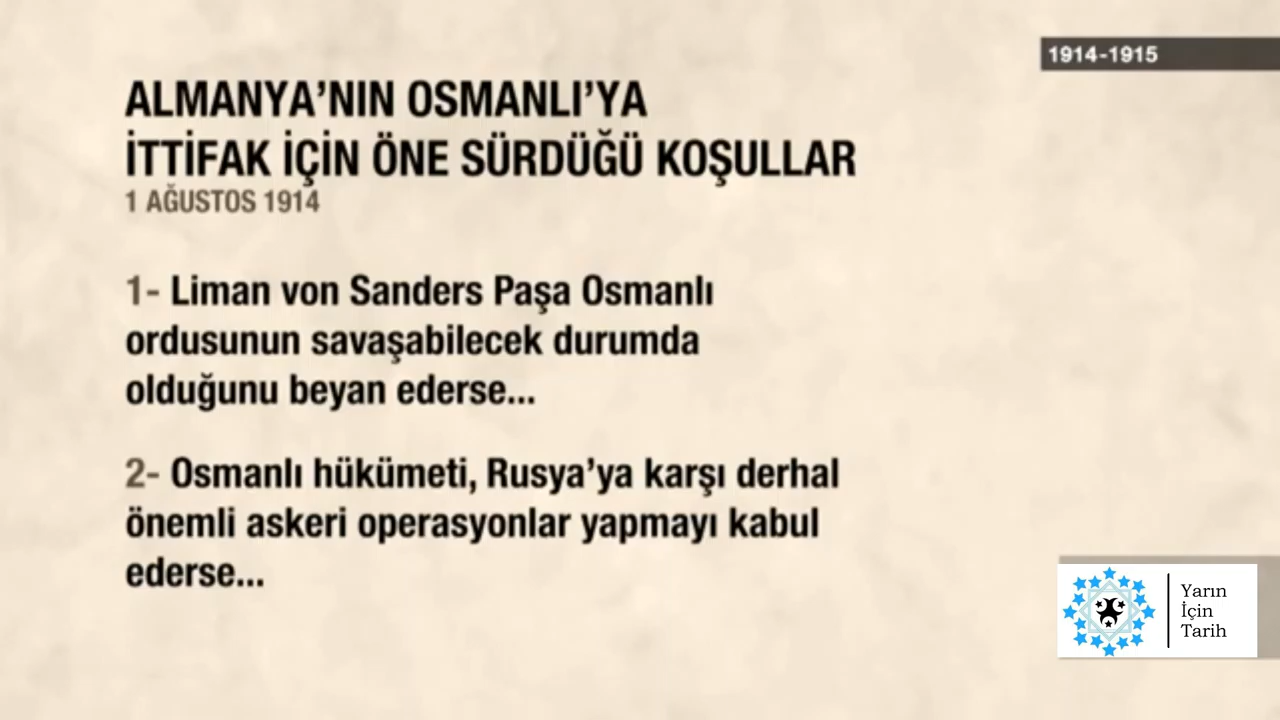 1914-1915
ALMANYA’NIN OSMANLI’YA
İTTİFAK İÇİN ÖNE SÜRDÜĞÜ KOŞULLAR
1 AĞUSTOS 1914
1- Liman von Sanders Paşa Osmanlı
ordusunun savaşabilecek durumda
olduğunu beyan ederse...
2- Osmanlı hükümeti, Rusya’ya karşı derhal
önemli askeri operasyonlar yapmayı kabul
ederse...
Yarın
İçin
Tarih